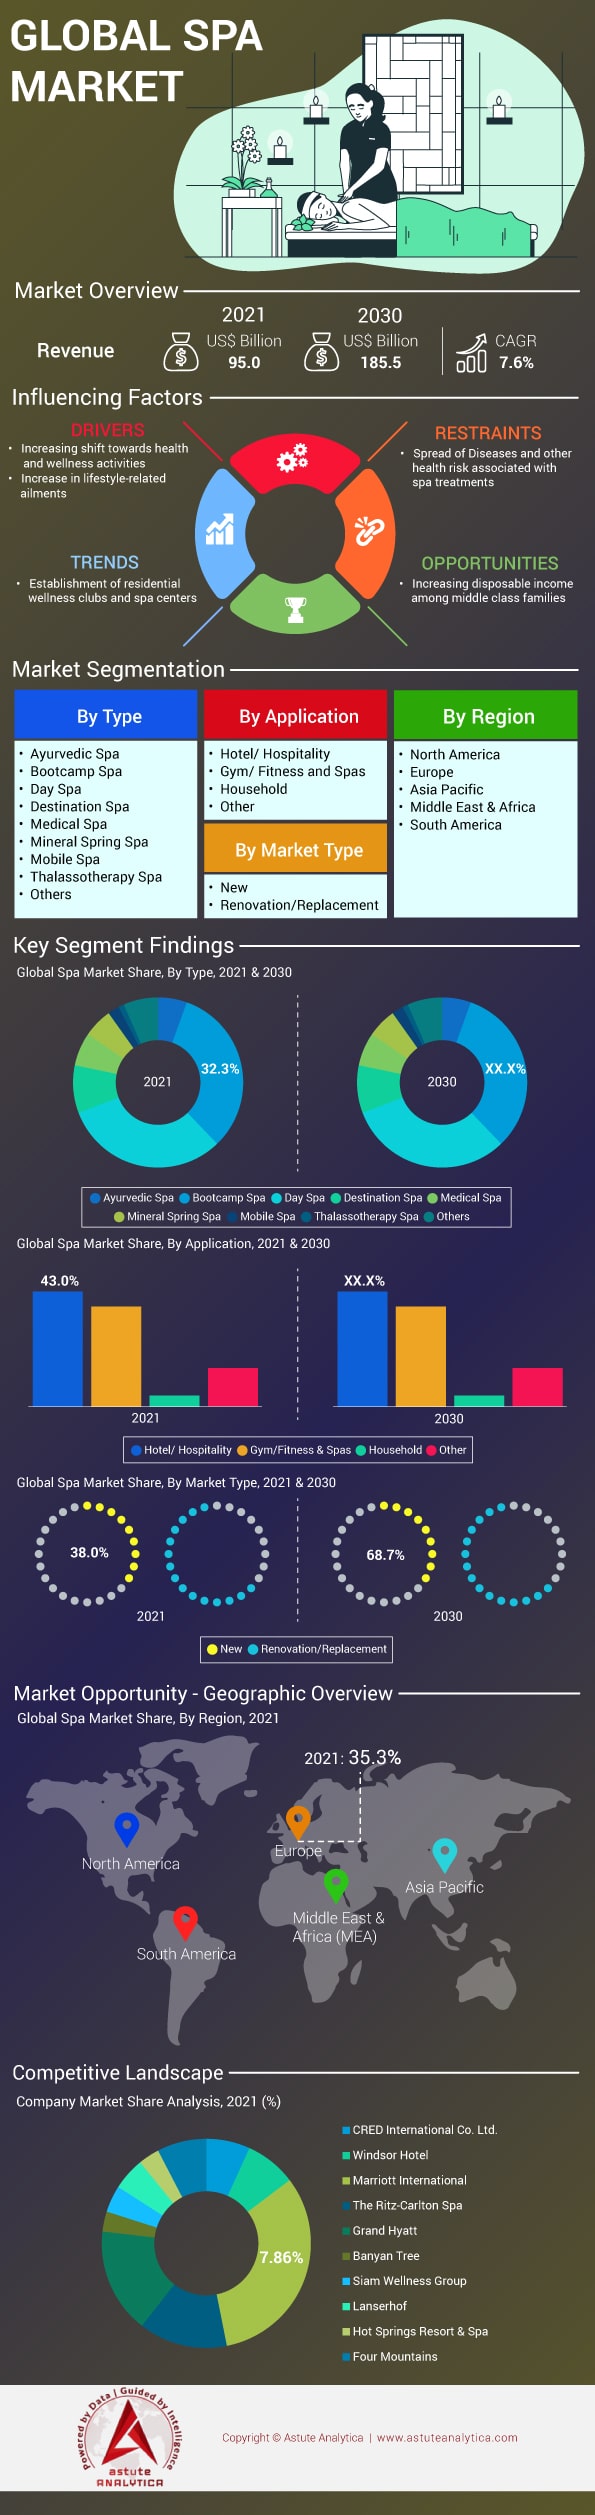 GLOBAL SPA
MARKET
Market Overview
2021
2030
Revenue
US$ Billion
95.0
US$ Billion
185.5
CAGR
7.6%
Influencing Factors
DRIVERS
• Increasing shift towards health
and wellness activities
• Increase in lifestyle-related
ailments
RESTRAINTS
• Spread of Diseases and other
health risk associated with
spa treatments
TRENDS
• Establishment of residential
wellness clubs and spa centers
OPPORTUNITIES
• Increasing disposable income
among middle class families
Market Segmentation
By Type
• Ayurvedic Spa
• Bootcamp Spa
• Day Spa
• Destination Spa
• Medical Spa
• Mineral Spring Spa
• Mobile Spa
• Thalassotherapy Spa
• Others
By Application
• Hotel/ Hospitality
• Gym/ Fitness and Spas
• Household
• Other
By Market Type
• New
• Renovation/Replacement
By Region
• North America
• Europe
• Asia Pacific
• Middle East & Africa
• South America
Key Segment Findings
Global Spa Market Share, By Type, 2021 & 2030
32.3%
2021
XX.X%
2030
Ayurvedic Spa Bootcamp Spa Day Spa Destination Spa Medical Spa
Mineral Spring Spa Mobile Spa Thalassotherapy Spa Others
Global Spa Market Share, By Application, 2021 & 2030
43.0%
2021
XX.X%
2030
Hotel/ Hospitality Gym/Fitness & Spas Household Other
Global Spa Market Share, By Market Type, 2021 & 2030
38.0%
2021
68.7%
2030
New Renovation/Replacement
Market Opportunity - Geographic Overview
Global Spa Market Share, By Region, 2021
2021: 35.3%
North America
Europe
Asia Pacific
Middle East &
Africa (MEA)
South America
Competitive Landscape
Company Market Share Analysis, 2021 (%)
7.86%
CRED International Co. Ltd.
Windsor Hotel
Marriott International
The Ritz-Carlton Spa
Grand Hyatt
Banyan Tree
Siam Wellness Group
Lanserhof
Hot Springs Resort & Spa
Four Mountains
Powered by Data | Guided by Intelligence
astute
ANALYTICA
Copyright © Astute Analytica | www.astuteanalytica.com